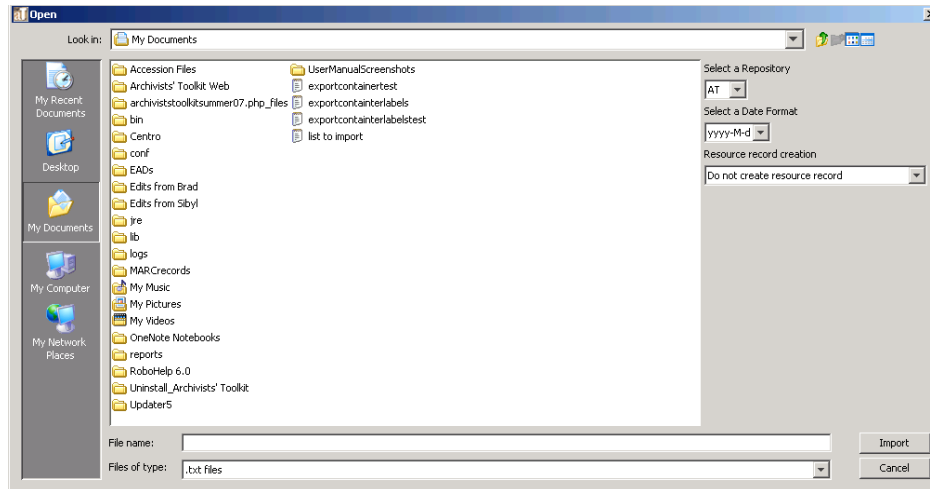 Open
Look in: My Documents
My Recent Documents
Desktop
My Documents
My Computer
My Network Places
Accession Files
Archivists' Toolkit Web
archiviststoolkitsummer07.php_files
bin
Centro
conf
EADs
Edits from Brad
Edits from Sibyl
jre
lib
logs
MARCrecords
My Music
My Pictures
My Videos
OneNote Notebooks
reports
RoboHelp 6.0
Uninstall_Archivists' Toolkit
Updater5
UserManualScreenshots
exportcontainertest
exportcontainterlabels
exportcontainterlabelstest
list to import
Select a Repository
AT
Select a Date Format
yyyy-M-d
Resource record creation
Do not create resource record
File name:
Import
Files of type: .txt files
Cancel